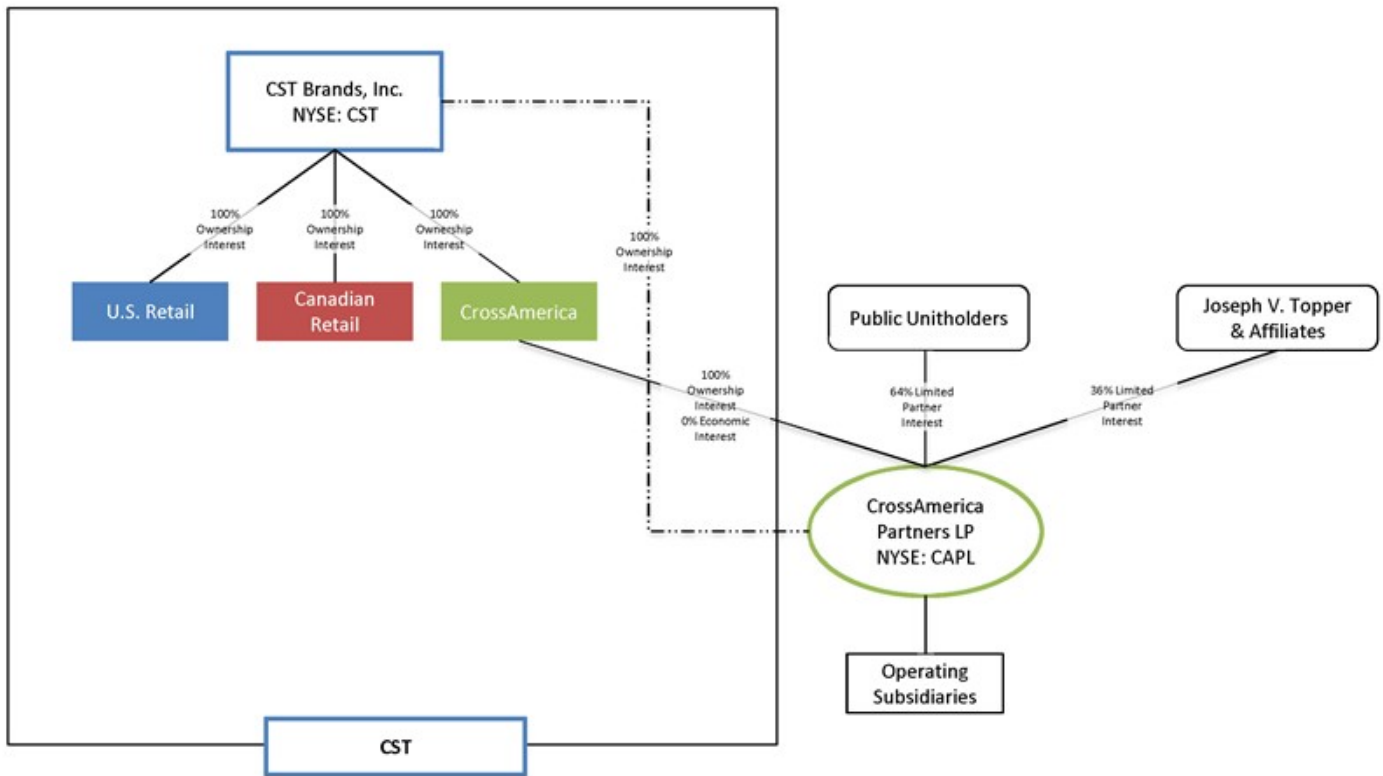 CST Brands, Inc.
NYSE: CST
100%
Ownership
Interest
100%
Ownership
Interest
100%
Ownership
Interest
100%
Ownership
Interest
U.S. Retail
Canadian
Retail
CrossAmerica
Public Unitholders
Joseph V. Topper
& Affiliates
100%
Ownership
Interest
0% Economic
Interest
64% Limited
Partner
Interest
36% Limited
Partner
Interest
CrossAmerica
Partners LP
NYSE: CAPL
Operating
Subsidiaries
CST